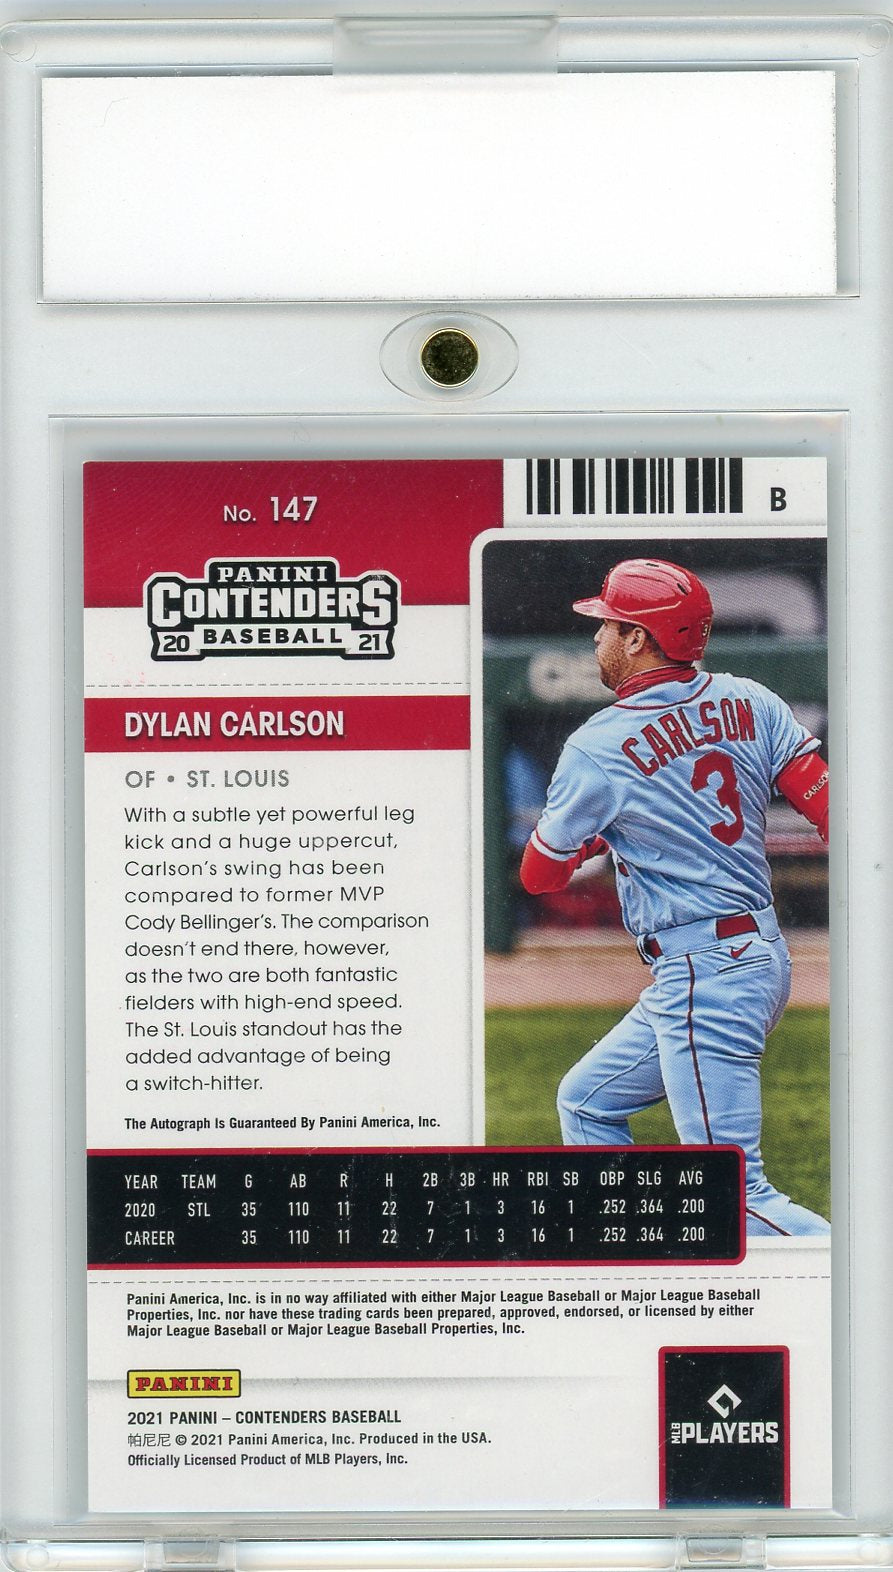 No. 147
B
PANINI
CONTENDERS
20 BASEBALL 21
DYLAN CARLSON
OF • ST. LOUIS
With a subtle yet powerful leg
kick and a huge uppercut,
Carlson's swing has been
compared to former MVP
Cody Bellinger's. The comparison
doesn't end there, however,
as the two are both fantastic
fielders with high-end speed.
The St. Louis standout has the
added advantage of being
a switch-hitter.
The Autograph Is Guaranteed By Panini America, Inc.
CARLSON
3
CARLSON
YEAR TEAM G AB R H 2B 3B HR RBI SB OBP SLG AVG
2020 STL 35 110 11 22 7 1 3 16 1 .252 .364 .200
CAREER 35 110 11 22 7 1 3 16 1 .252 .364 .200
Panini America, Inc. is in no way affiliated with either Major League Baseball or Major League Baseball
Properties, Inc. nor have these trading cards been prepared, approved, endorsed, or licensed by either
Major League Baseball or Major League Baseball Properties, Inc.
PANINI
2021 PANINI – CONTENDERS BASEBALL
帕尼尼 © 2021 Panini America, Inc. Produced in the USA.
Officially Licensed Product of MLB Players, Inc.
MLB PLAYERS